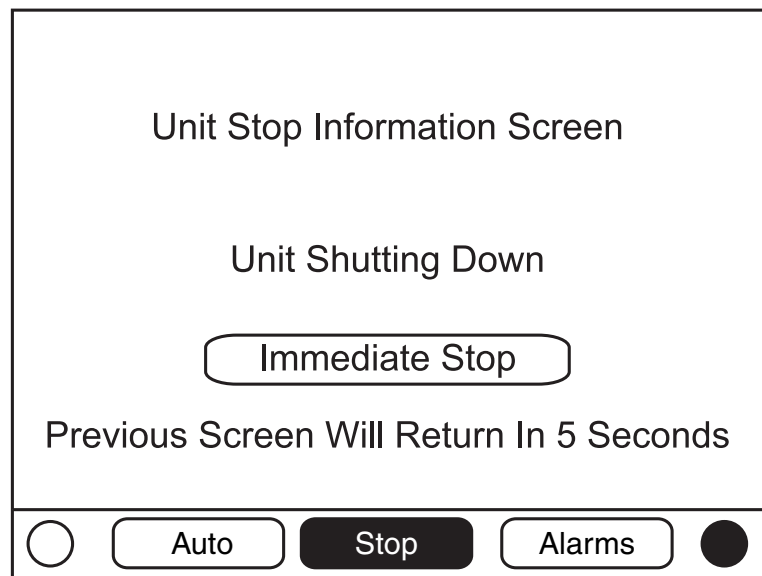 Unit Stop Information Screen
Unit Shutting Down
Immediate Stop
Previous Screen Will Return In 5 Seconds
Auto Stop Alarms